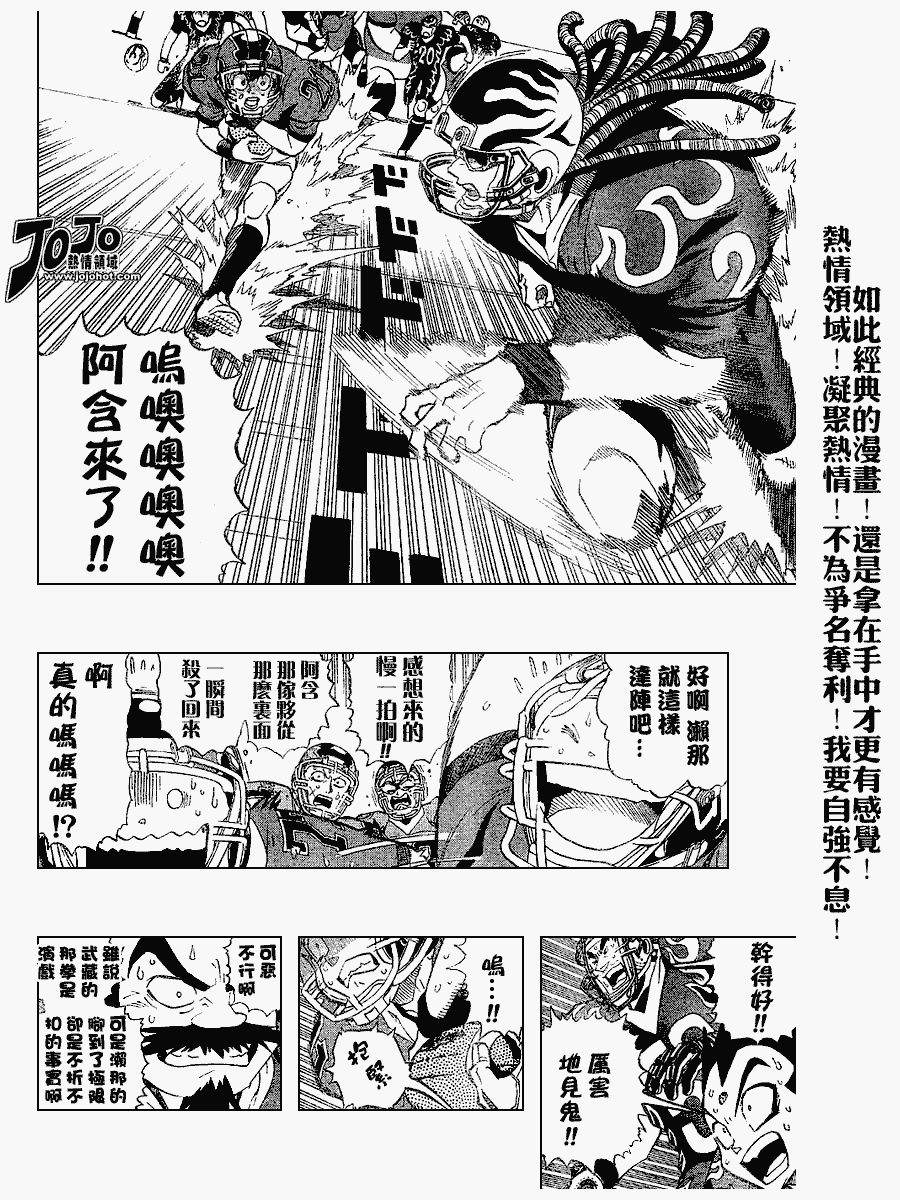 如此經典的漫畫！還是拿在手中才更有感覺！
熱情領域！凝聚熱情！不為爭名奪利！我要自強不息！
JOJO
熱情領域
www.jojohot.com
20
ドドドドドド
嗚噢噢噢噢
阿含來了!!
好啊 瀨那
就這樣
達陣吧…
感想來的
慢一拍啊!!
阿含
那傢夥從
那麼裏面
一瞬間
殺了回來
啊
真的嗎嗎嗎!?
幹得好!!
厲害
地見鬼!!
嗚…!!
抱緊
可惡
不行啊
雖說
武藏的
那拳是
演戲
可是瀨那的
腳到了極限
卻是不折不
扣的事實啊